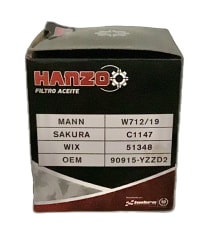 HANZO
FILTRO ACEITE
MANN W712/19
SAKURA C1147
WIX 51348
OEM 90915-YZZD2